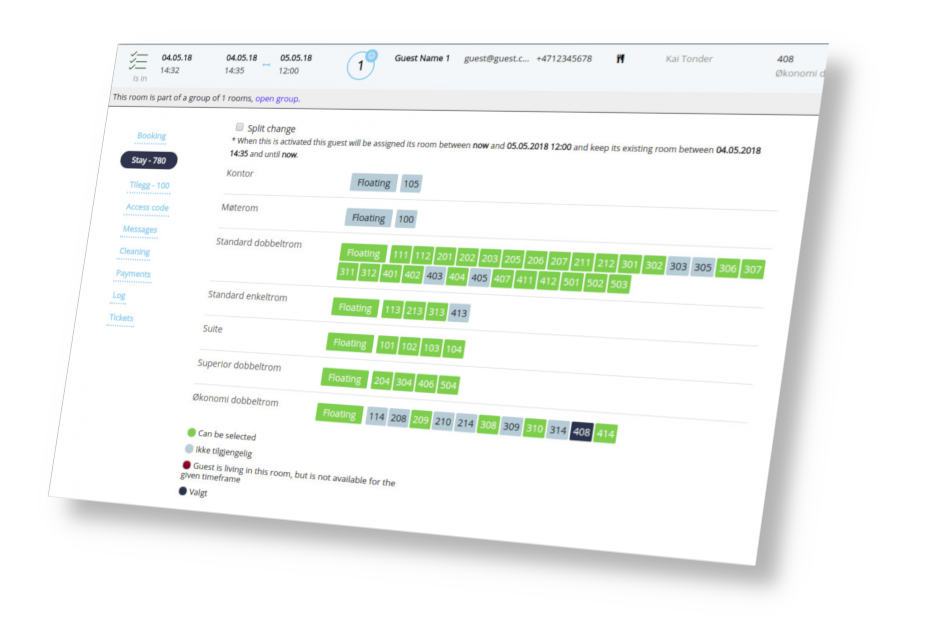 04.05.18 04.05.18 05.05.18 1 Guest Name 1 guest@guest.c... +4712345678 Kai Tonder 408
14:32 14:35 12:00 Økonomi d
Is in
This room is part of a group of 1 rooms, open group.
Split change
* When this is activated this guest will be assigned its room between now and 05.05.2018 12:00 and keep its existing room between 04.05.2018
14:35 and until now.
Booking
Stay - 780
Tilegg - 100
Access code
Messages
Cleaning
Payments
Log
Tickets
Kontor Floating 105
Møterom Floating 100
Standard dobbeltrom Floating 111 112 201 202 203 205 206 207 211 212 301 302 303 305 306 307
311 312 401 402 403 404 405 407 411 412 501 502 503
Standard enkeltrom Floating 113 213 313 413
Suite Floating 101 102 103 104
Superior dobbeltrom Floating 204 304 406 504
Økonomi dobbeltrom Floating 114 208 209 210 214 308 309 310 314 408 414
Can be selected
Ikke tilgjengelig
Guest is living in this room, but is not available for the
given timeframe
Valgt